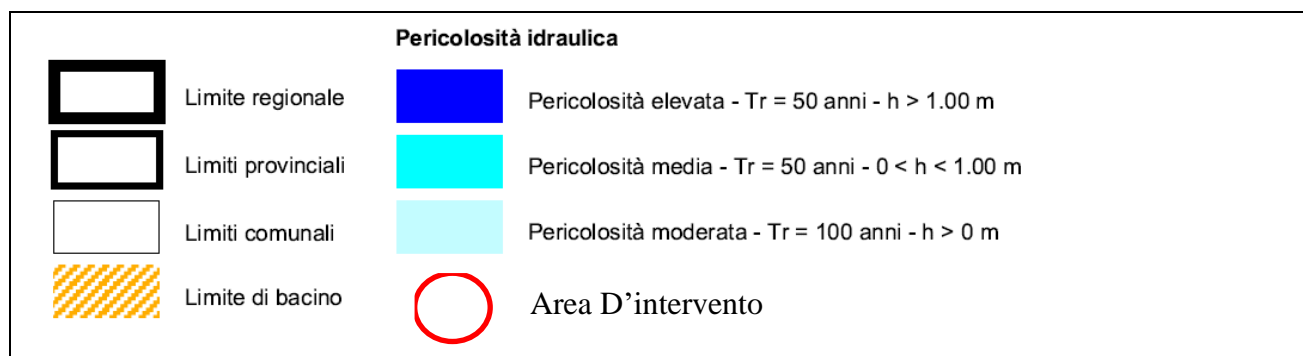 Pericolosità idraulica
Limite regionale
Pericolosità elevata - Tr = 50 anni - h > 1.00 m
Limiti provinciali
Pericolosità media - Tr = 50 anni - 0 < h < 1.00 m
Limiti comunali
Pericolosità moderata - Tr = 100 anni - h > 0 m
Limite di bacino
Area D’intervento